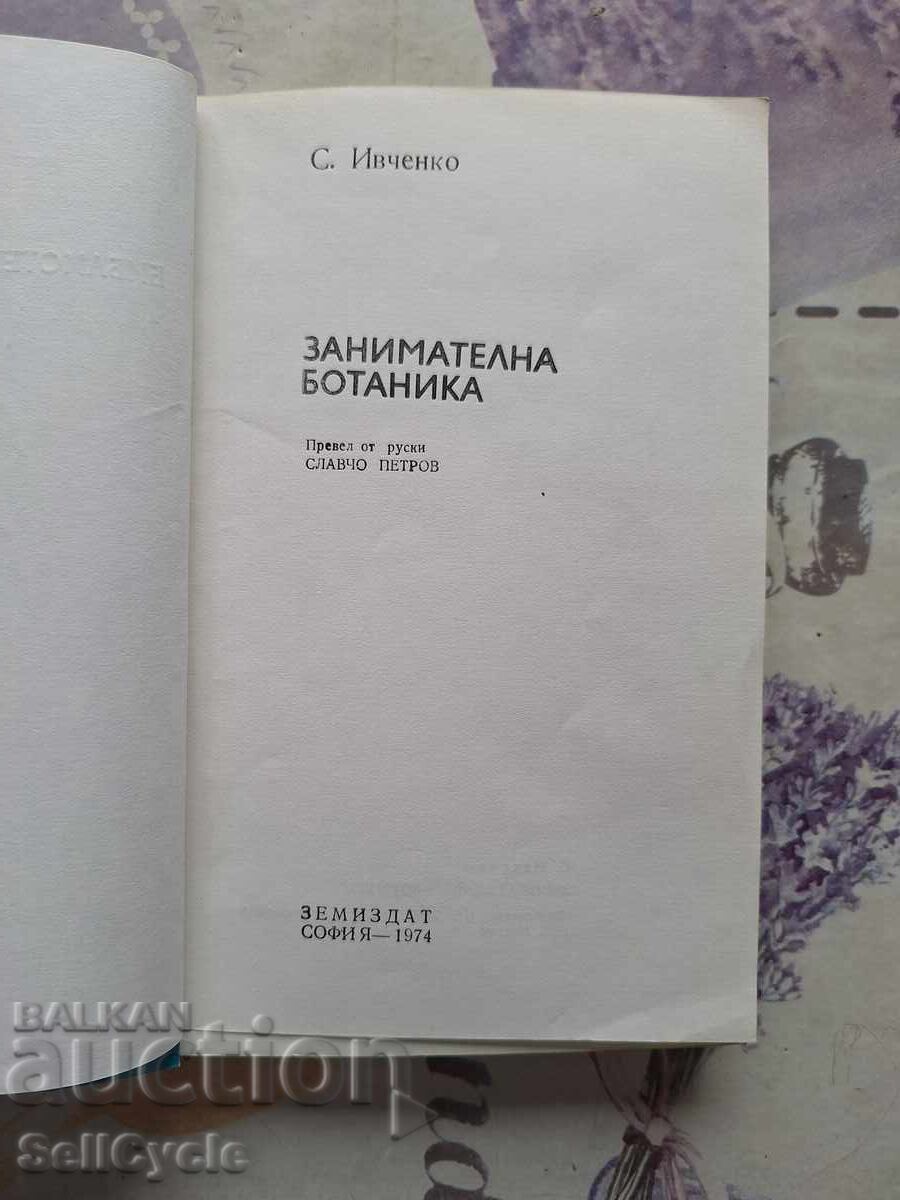 С. Ивченко
ЗАНИМАТЕЛНА
БОТАНИКА
Превел от руски
СЛАВЧО ПЕТРОВ
ЗЕМИЗДАТ
СОФИЯ—1974
BALKAN
auction
SellCycle